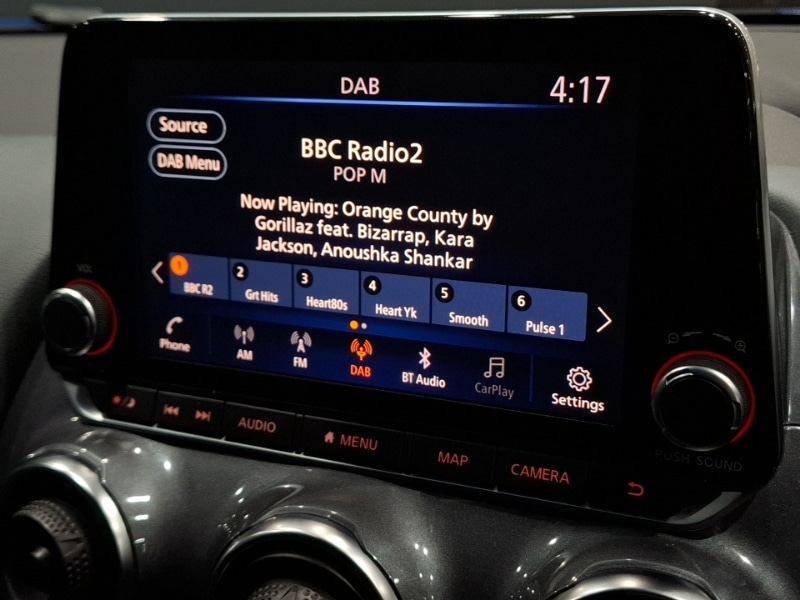 DAB
4:17
Source
BBC Radio2
POP M
DAB Menu
Now Playing: Orange County by
Gorillaz feat. Bizarrap, Kara
Jackson, Anoushka Shankar
1 BBC R2
2 Grt Hits
3 Heart80s
4 Heart Yk
5 Smooth
6 Pulse 1
Phone
AM
FM
DAB
BT Audio
CarPlay
Settings
VOL
AUDIO
MENU
MAP
CAMERA
PUSH SOUND